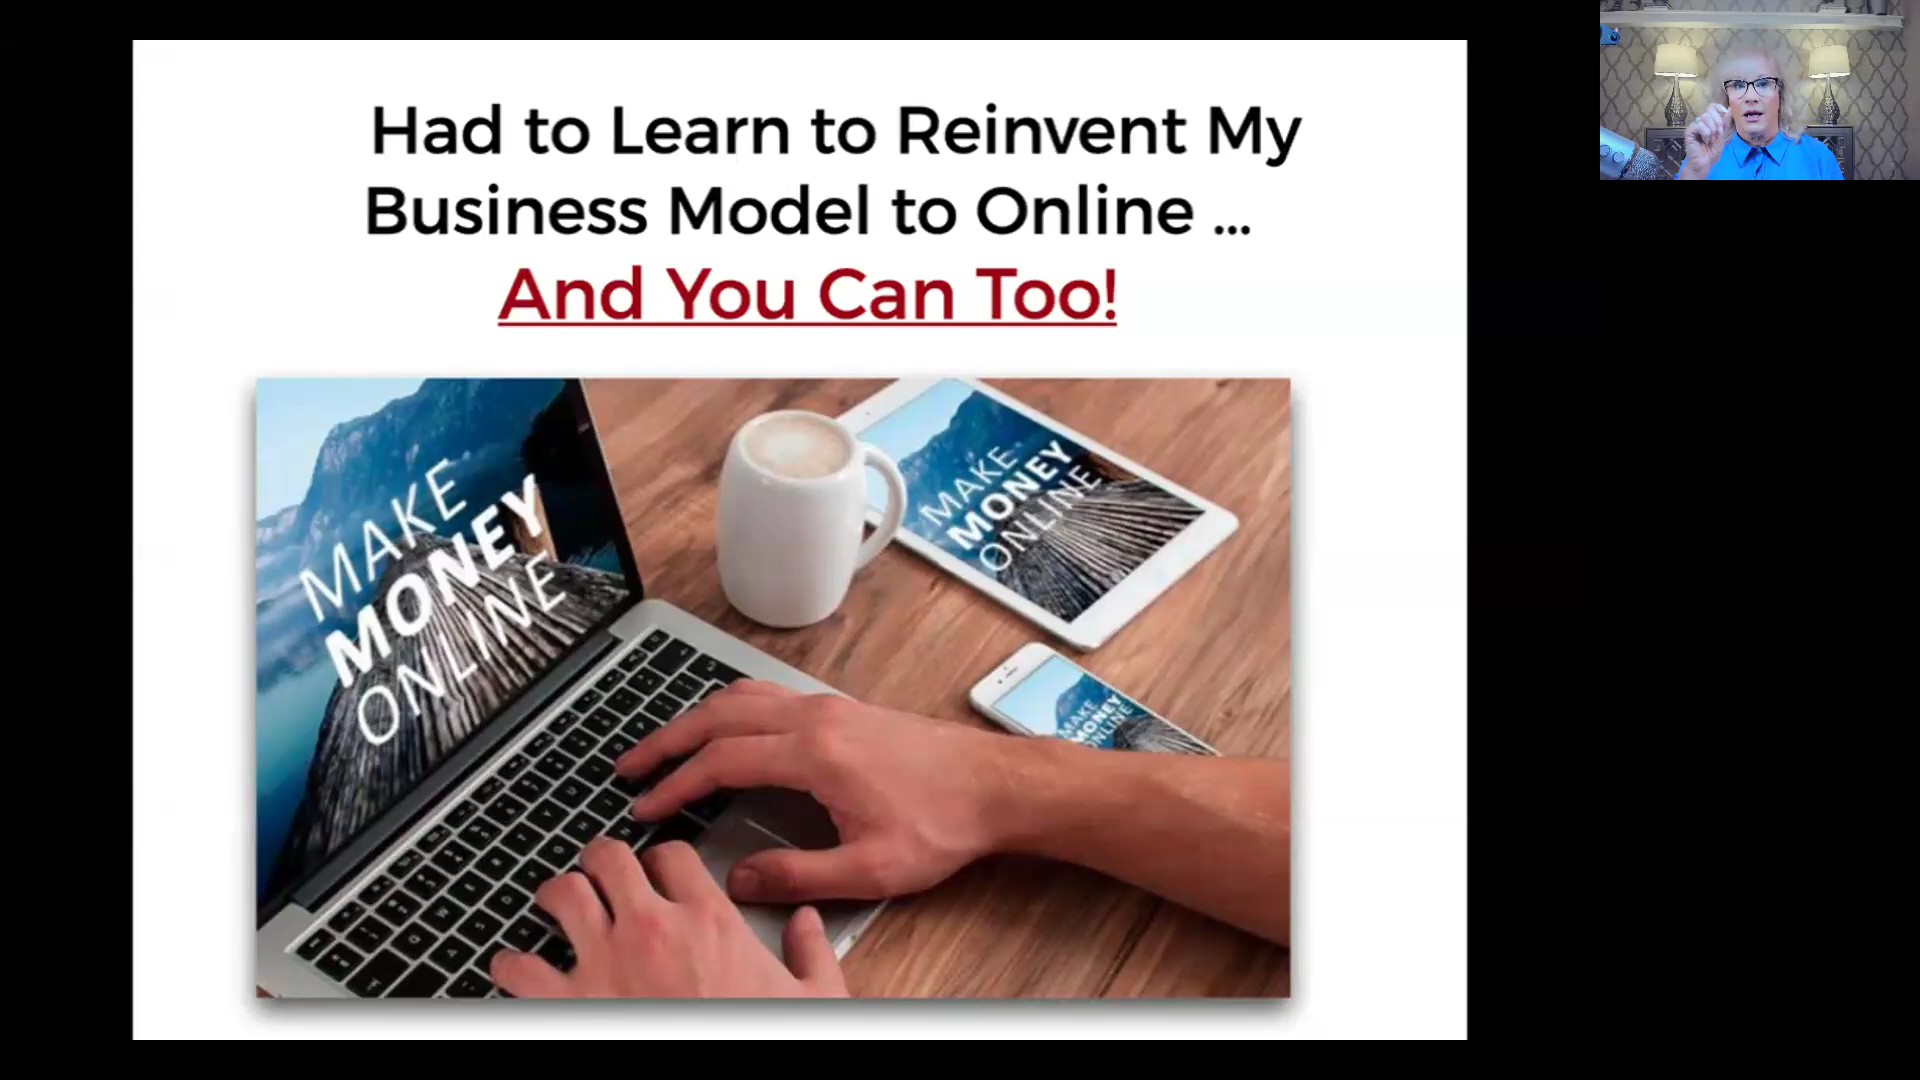 Had to Learn to Reinvent My
Business Model to Online ...
And You Can Too!
MAKE
MONEY
ONLINE
MAKE
MONEY
ONLINE
MAKE
MONEY
ONLINE